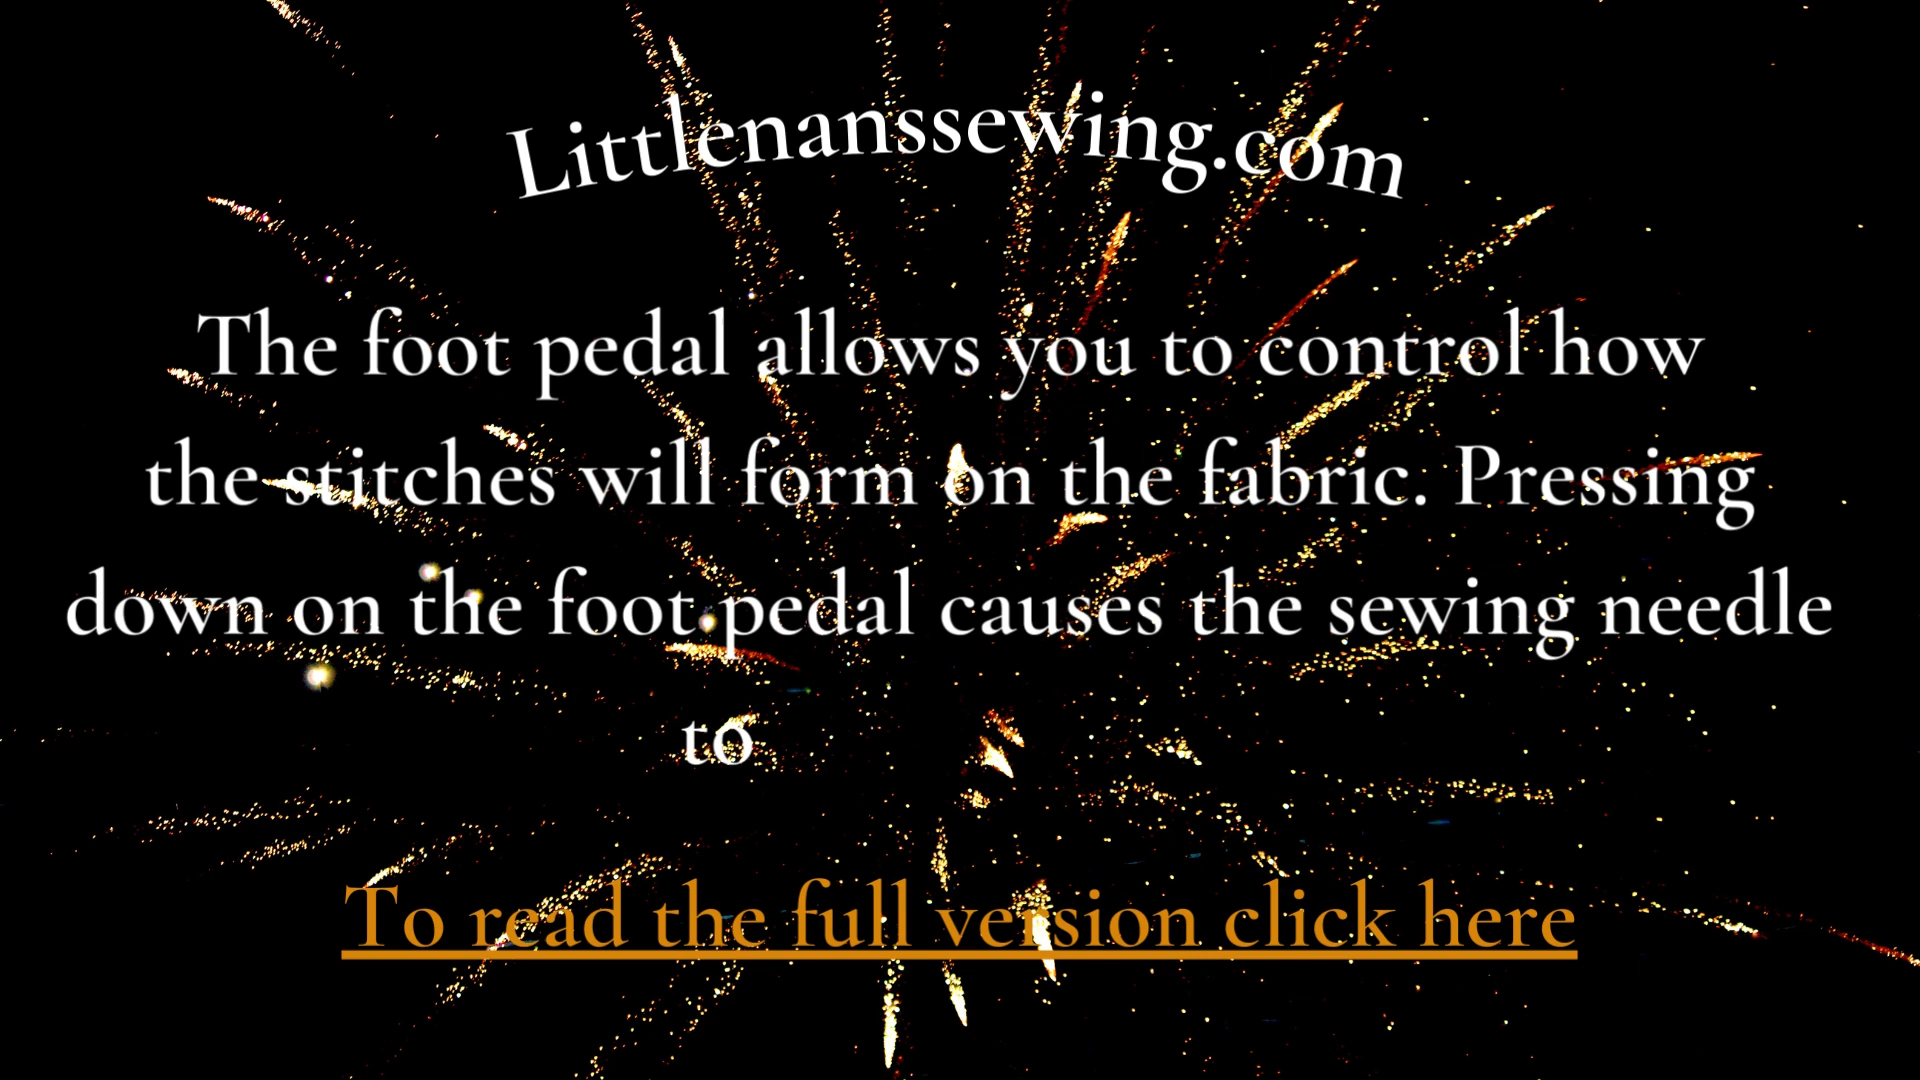 Littlenanssewing.com
The foot pedal allows you to control how
the stitches will form on the fabric. Pressing
down on the foot pedal causes the sewing needle
to
To read the full version click here